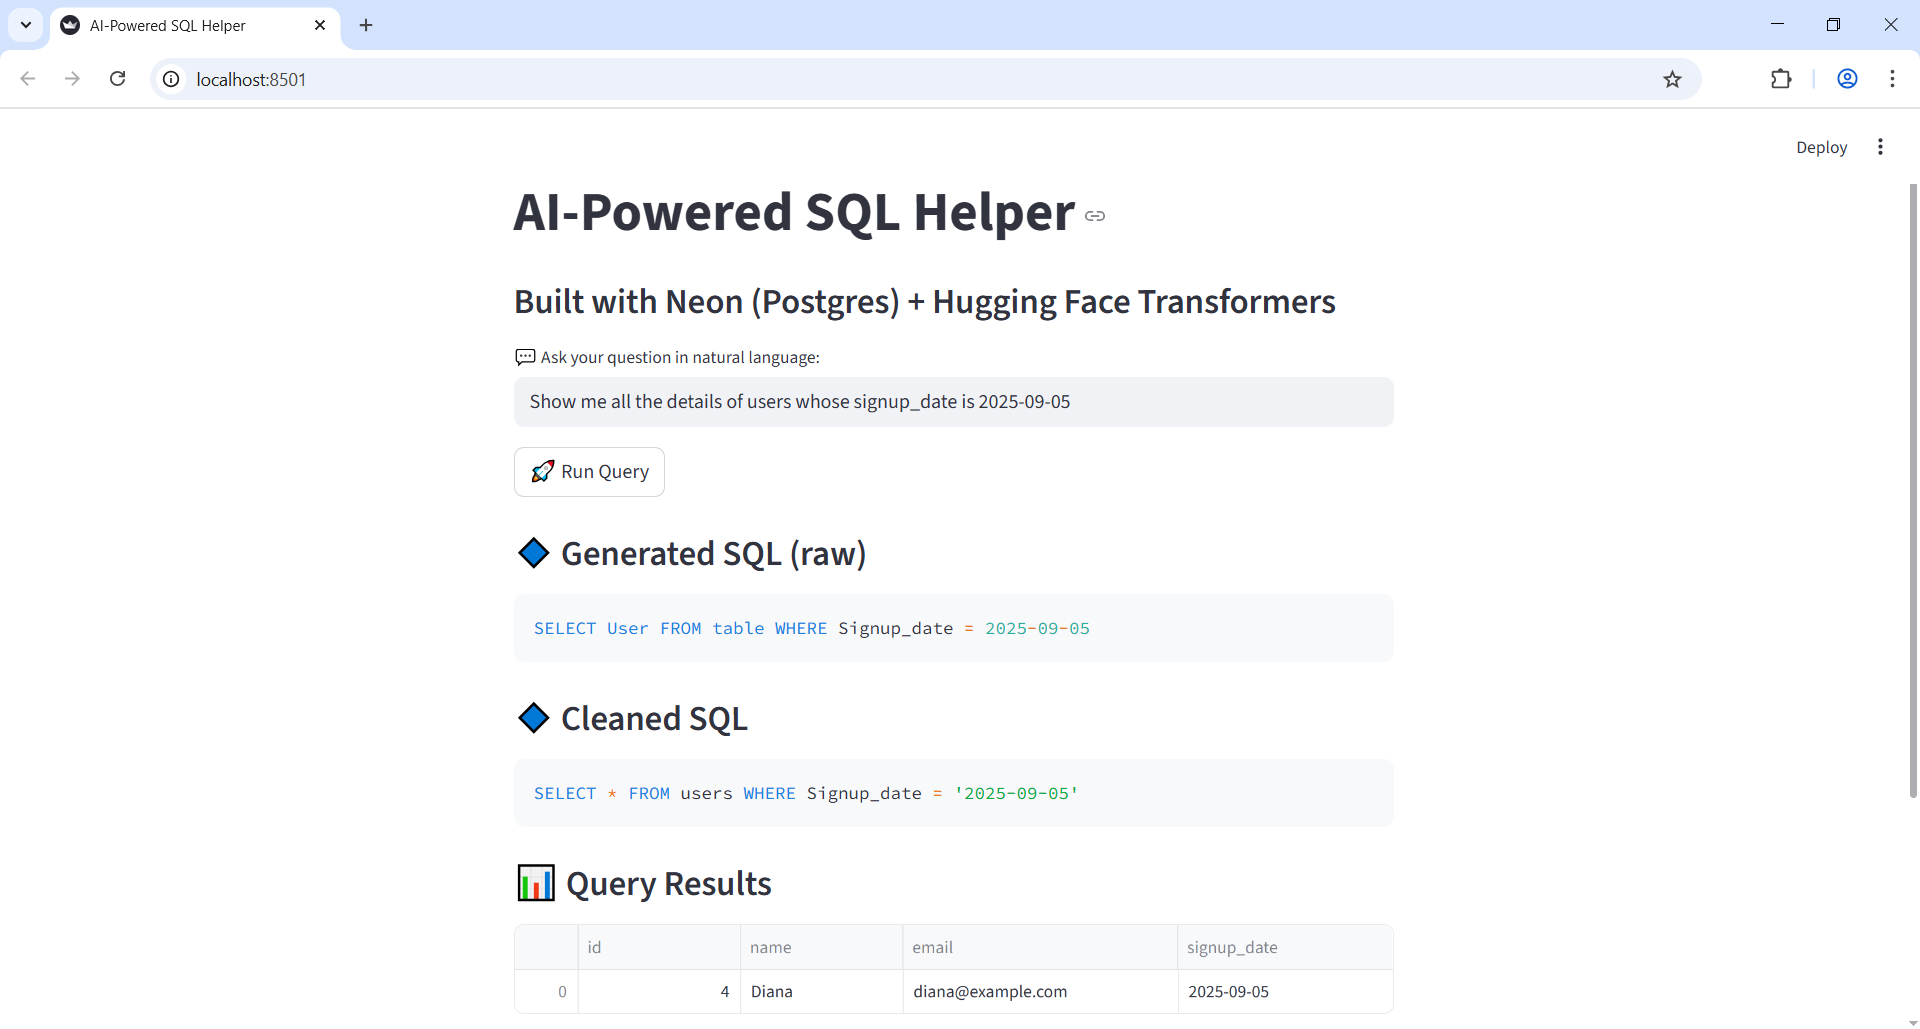 AI-Powered SQL Helper
localhost:8501
Deploy
AI-Powered SQL Helper
Built with Neon (Postgres) + Hugging Face Transformers
💬 Ask your question in natural language:
Show me all the details of users whose signup_date is 2025-09-05
🚀 Run Query
🔷 Generated SQL (raw)
SELECT User FROM table WHERE Signup_date = 2025-09-05
🔷 Cleaned SQL
SELECT * FROM users WHERE Signup_date = '2025-09-05'
📊 Query Results
id name email signup_date
0 4 Diana diana@example.com 2025-09-05